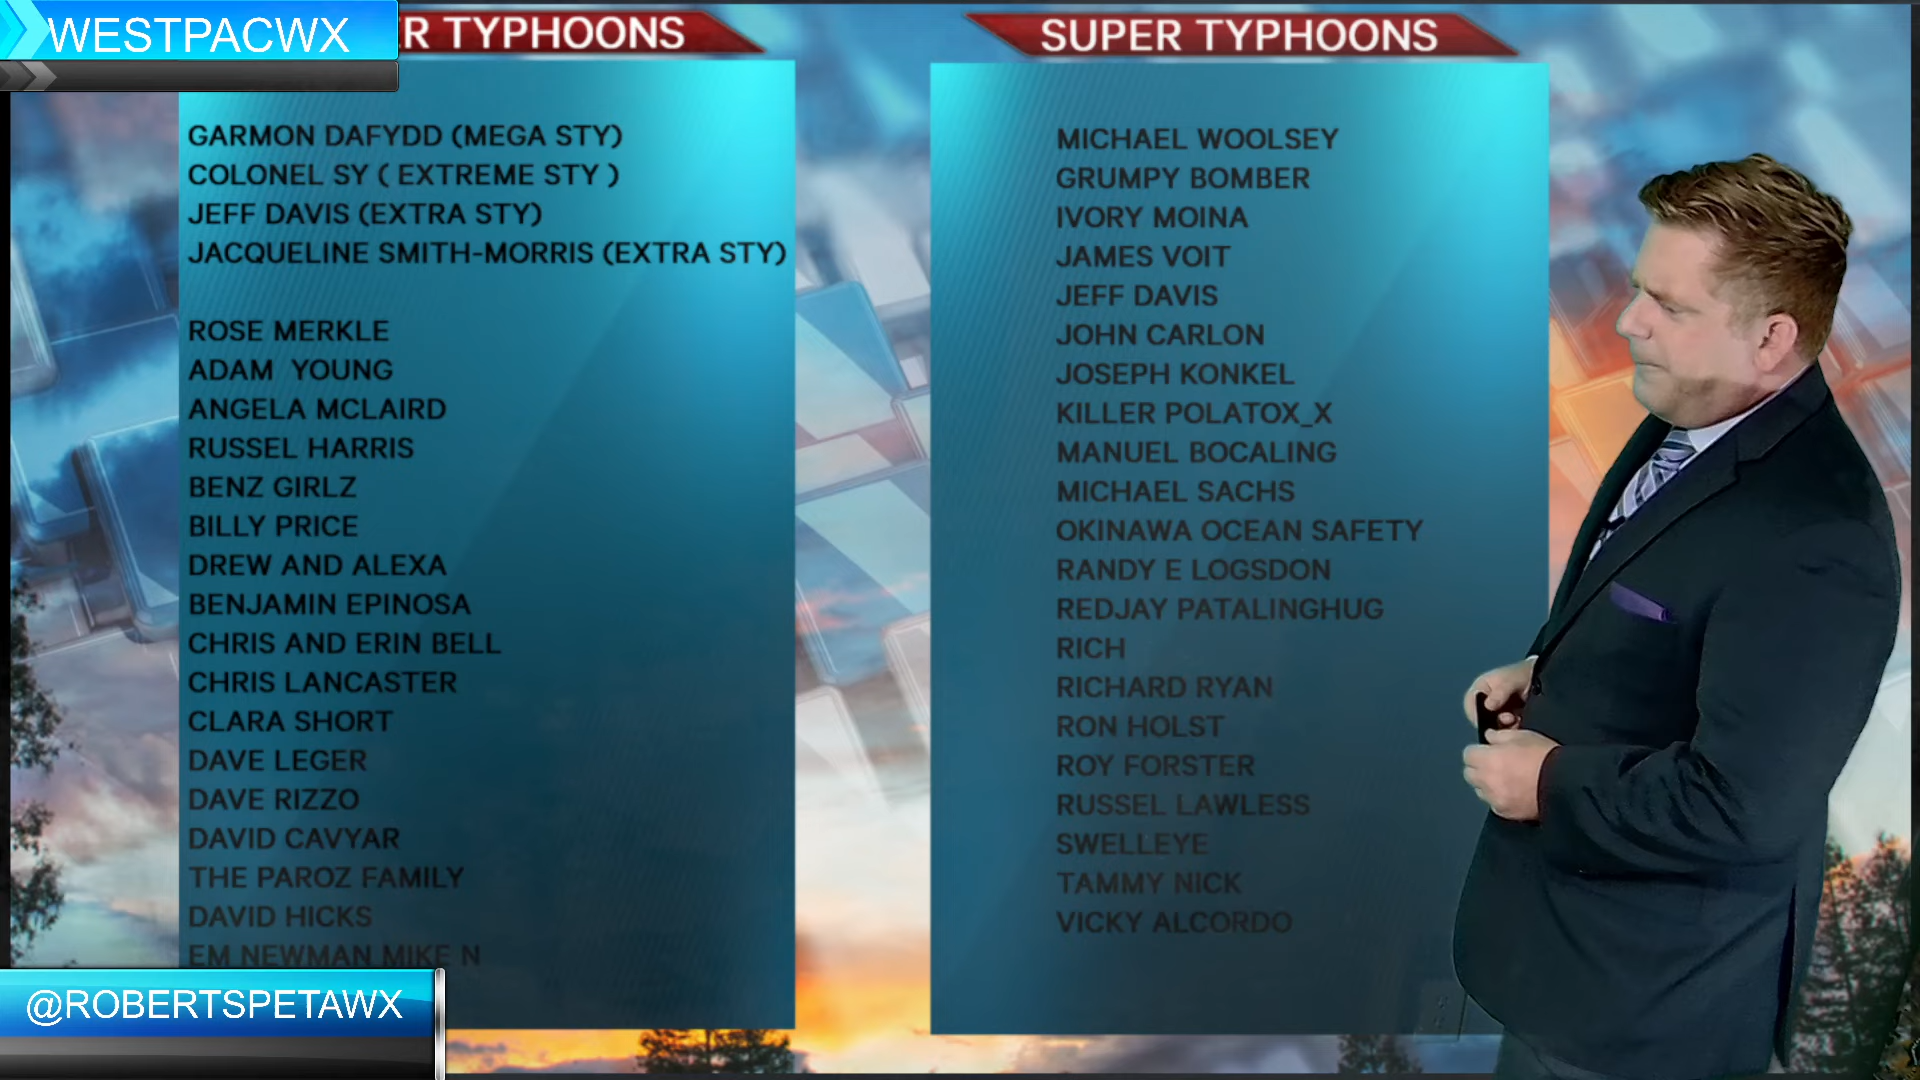 WESTPACWX
ER TYPHOONS
GARMON DAFYDD (MEGA STY)
COLONEL SY ( EXTREME STY )
JEFF DAVIS (EXTRA STY)
JACQUELINE SMITH-MORRIS (EXTRA STY)
ROSE MERKLE
ADAM YOUNG
ANGELA MCLAIRD
RUSSEL HARRIS
BENZ GIRLZ
BILLY PRICE
DREW AND ALEXA
BENJAMIN EPINOSA
CHRIS AND ERIN BELL
CHRIS LANCASTER
CLARA SHORT
DAVE LEGER
DAVE RIZZO
DAVID CAVYAR
THE PAROZ FAMILY
DAVID HICKS
EM NEWMAN MIKE N
@ROBERTSPETAWX
SUPER TYPHOONS
MICHAEL WOOLSEY
GRUMPY BOMBER
IVORY MOINA
JAMES VOIT
JEFF DAVIS
JOHN CARLON
JOSEPH KONKEL
KILLER POLATOX_X
MANUEL BOCALING
MICHAEL SACHS
OKINAWA OCEAN SAFETY
RANDY E LOGSDON
REDJAY PATALINGHUG
RICH
RICHARD RYAN
RON HOLST
ROY FORSTER
RUSSEL LAWLESS
SWELLEYE
TAMMY NICK
VICKY ALCORDO